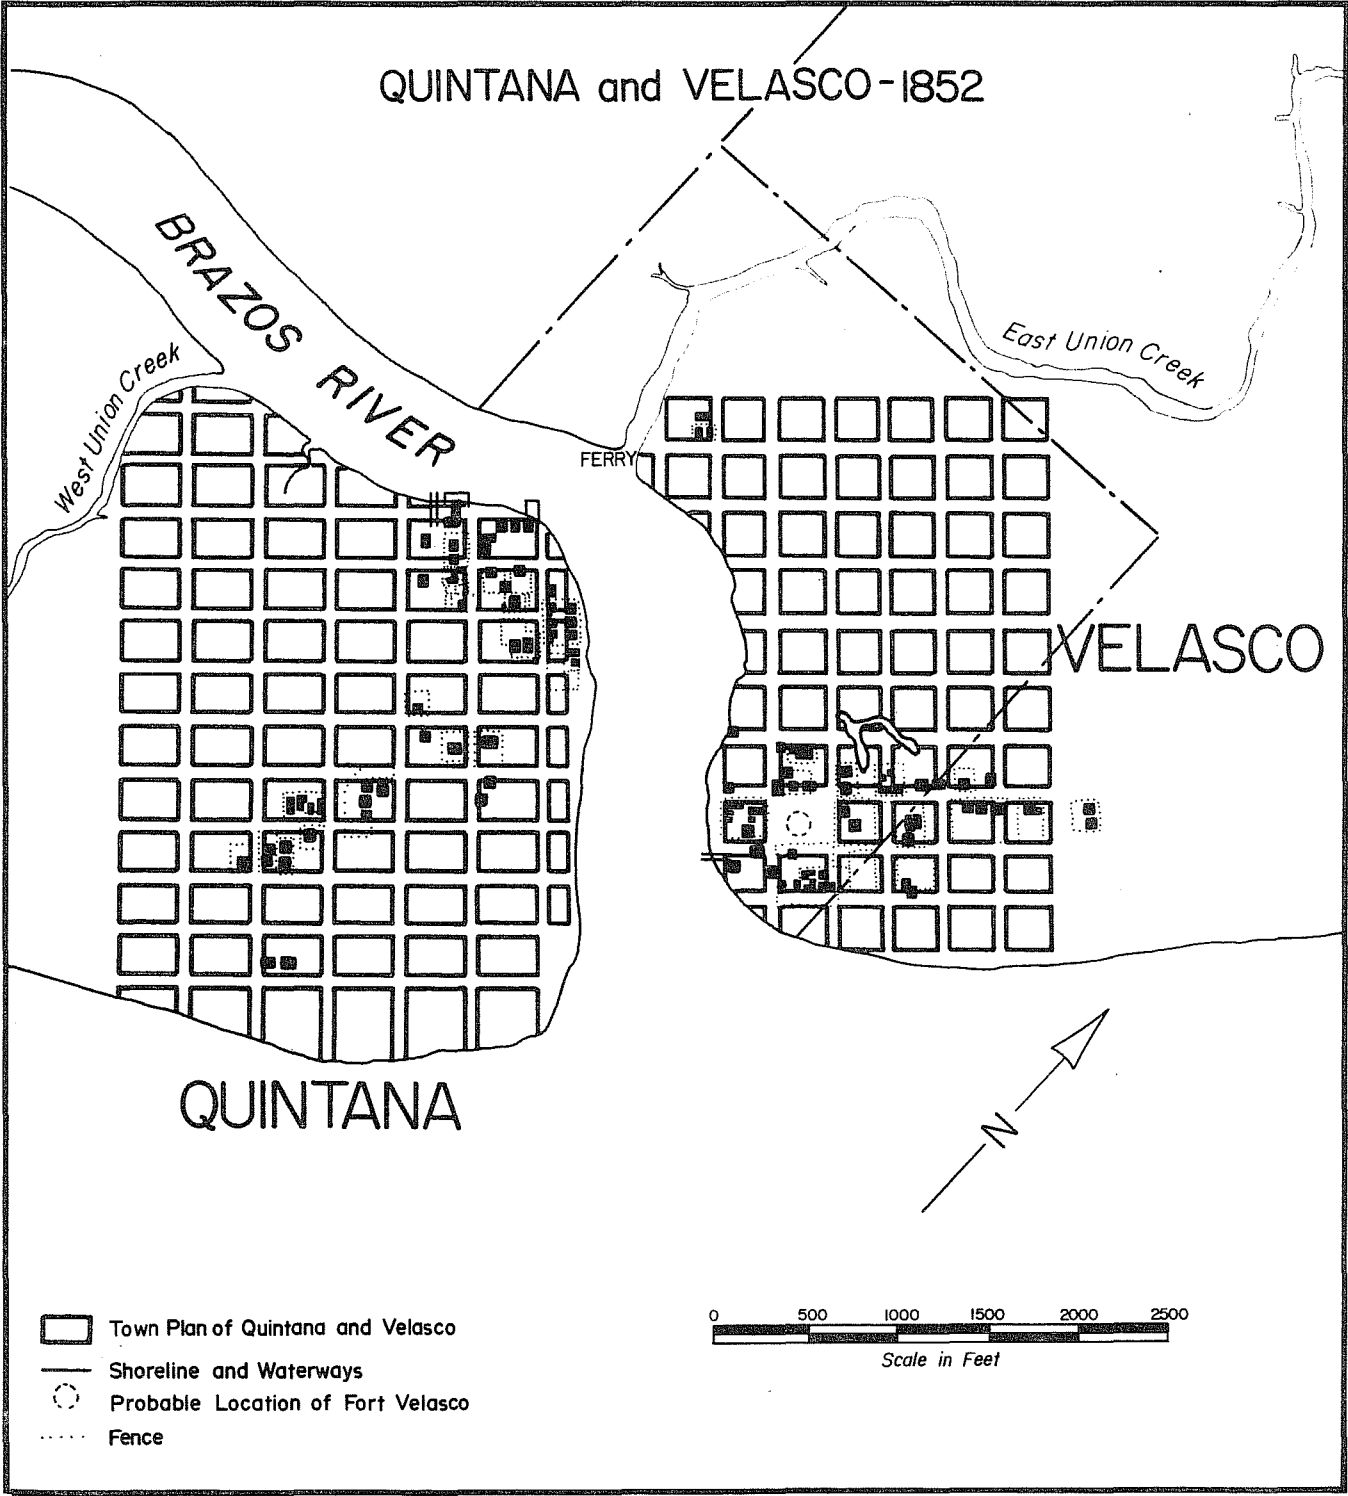 QUINTANA and VELASCO-1852
BRAZOS RIVER
West Union Creek
East Union Creek
FERRY
VELASCO
QUINTANA
N
Town Plan of Quintana and Velasco
Shoreline and Waterways
Probable Location of Fort Velasco
Fence
0 500 1000 1500 2000 2500
Scale in Feet